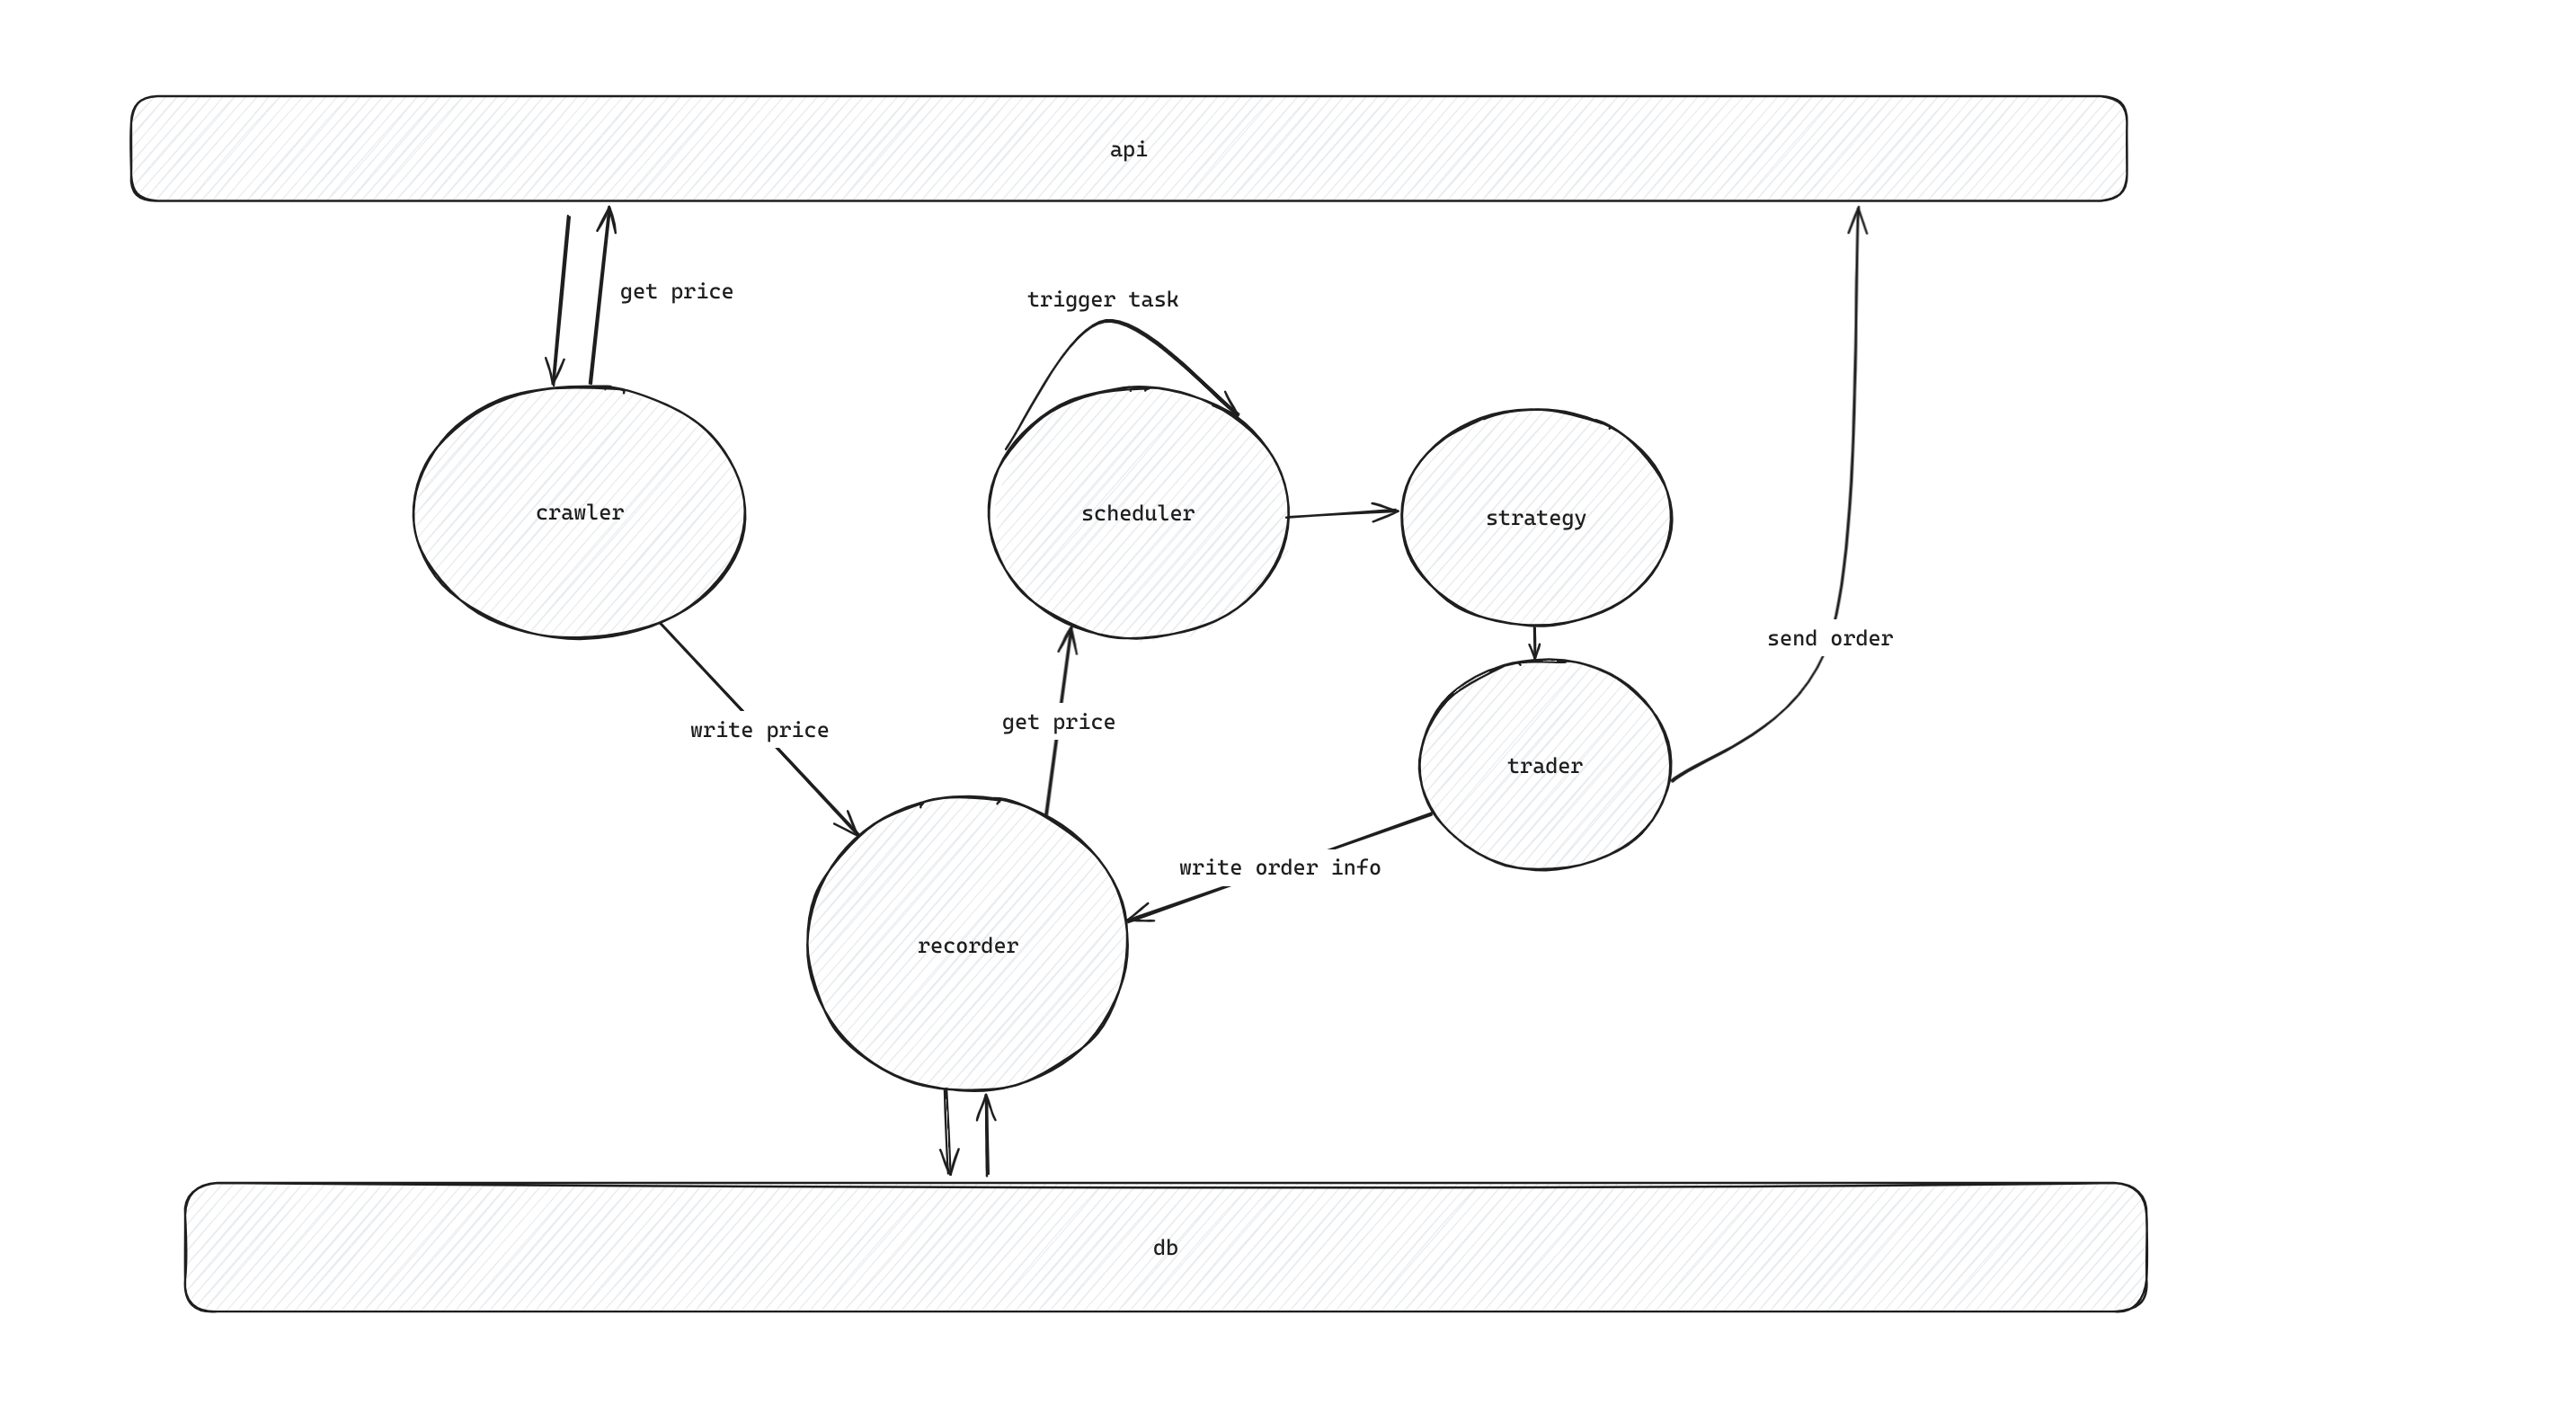 api
get price
trigger task
crawler
scheduler
strategy
send order
write price
get price
trader
write order info
recorder
db